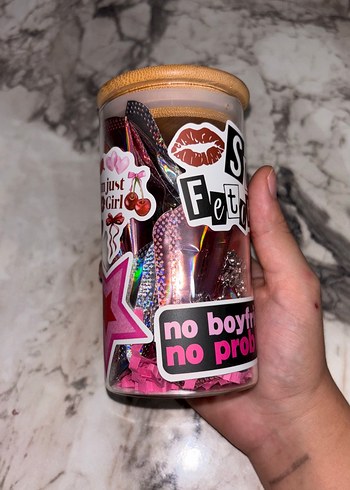 I'm just
Girl
Fet
no boyfr
no prob